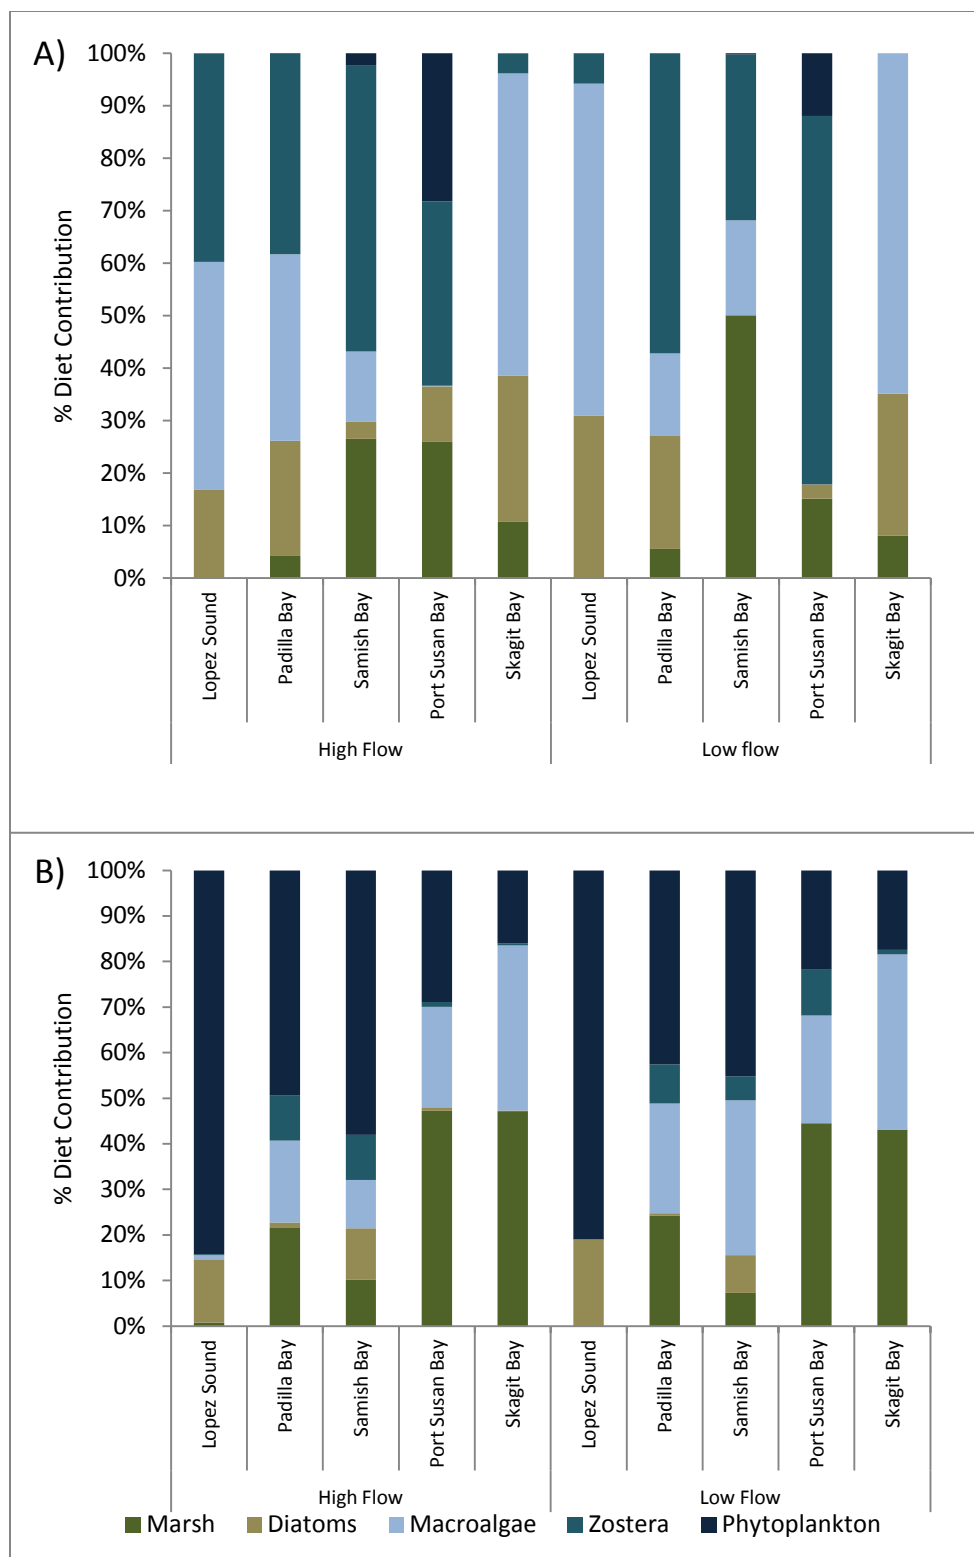 A)
100%
90%
80%
70%
60%
50%
40%
30%
20%
10%
0%
% Diet Contribution
Lopez Sound
Padilla Bay
Samish Bay
Port Susan Bay
Skagit Bay
Lopez Sound
Padilla Bay
Samish Bay
Port Susan Bay
Skagit Bay
High Flow
Low flow
B)
100%
90%
80%
70%
60%
50%
40%
30%
20%
10%
0%
% Diet Contribution
Lopez Sound
Padilla Bay
Samish Bay
Port Susan Bay
Skagit Bay
Lopez Sound
Padilla Bay
Samish Bay
Port Susan Bay
Skagit Bay
High Flow
Low Flow
Marsh Diatoms Macroalgae Zostera Phytoplankton